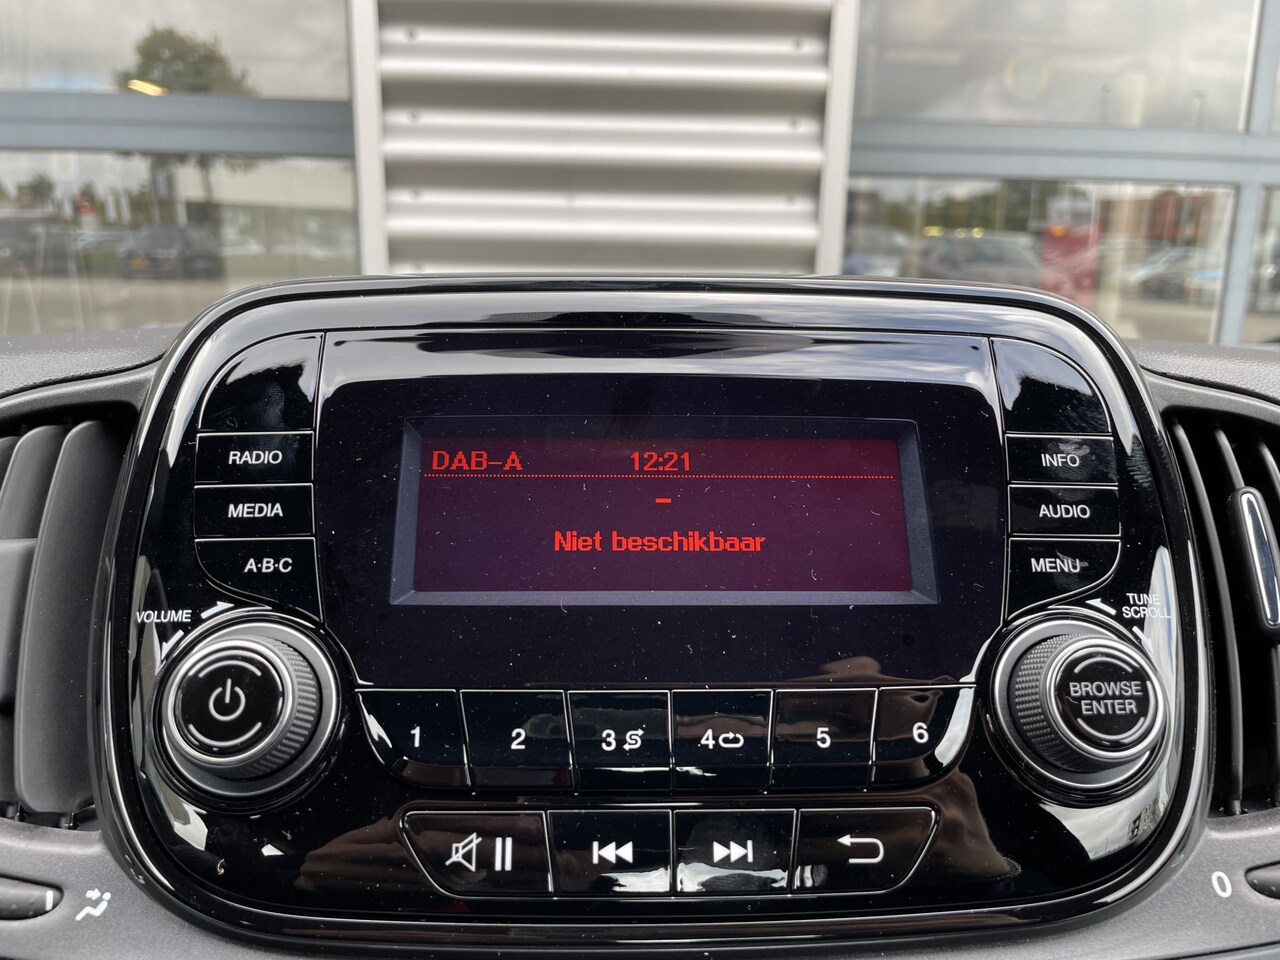 DAB-A 12:21
-
Niet beschikbaar
RADIO
MEDIA
A·B·C
INFO
AUDIO
MENU
VOLUME
TUNE
SCROLL
BROWSE
ENTER
1 2 3 4 5 6
0